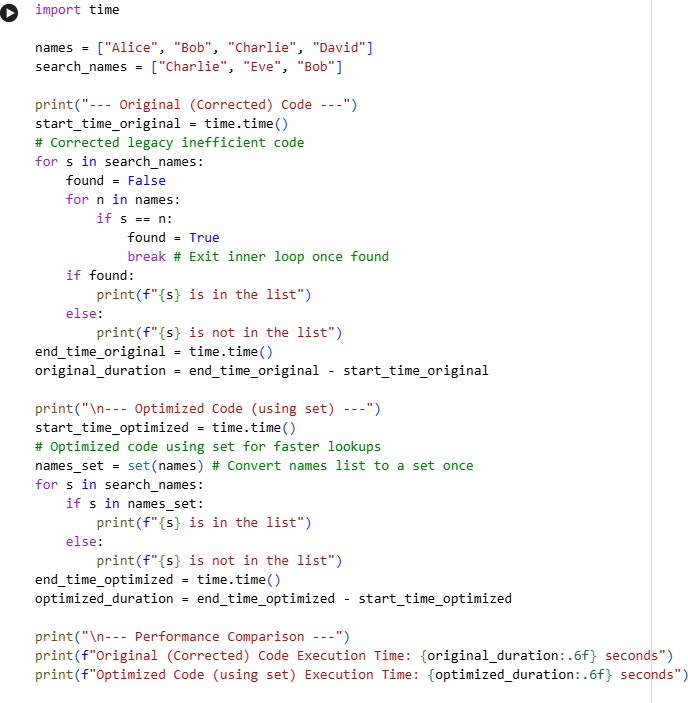 import time

names = ["Alice", "Bob", "Charlie", "David"]
search_names = ["Charlie", "Eve", "Bob"]

print("--- Original (Corrected) Code ---")
start_time_original = time.time()
# Corrected legacy inefficient code
for s in search_names:
    found = False
    for n in names:
        if s == n:
            found = True
            break # Exit inner loop once found
    if found:
        print(f"{s} is in the list")
    else:
        print(f"{s} is not in the list")
end_time_original = time.time()
original_duration = end_time_original - start_time_original

print("\n--- Optimized Code (using set) ---")
start_time_optimized = time.time()
# Optimized code using set for faster lookups
names_set = set(names) # Convert names list to a set once
for s in search_names:
    if s in names_set:
        print(f"{s} is in the list")
    else:
        print(f"{s} is not in the list")
end_time_optimized = time.time()
optimized_duration = end_time_optimized - start_time_optimized

print("\n--- Performance Comparison ---")
print(f"Original (Corrected) Code Execution Time: {original_duration:.6f} seconds")
print(f"Optimized Code (using set) Execution Time: {optimized_duration:.6f} seconds")